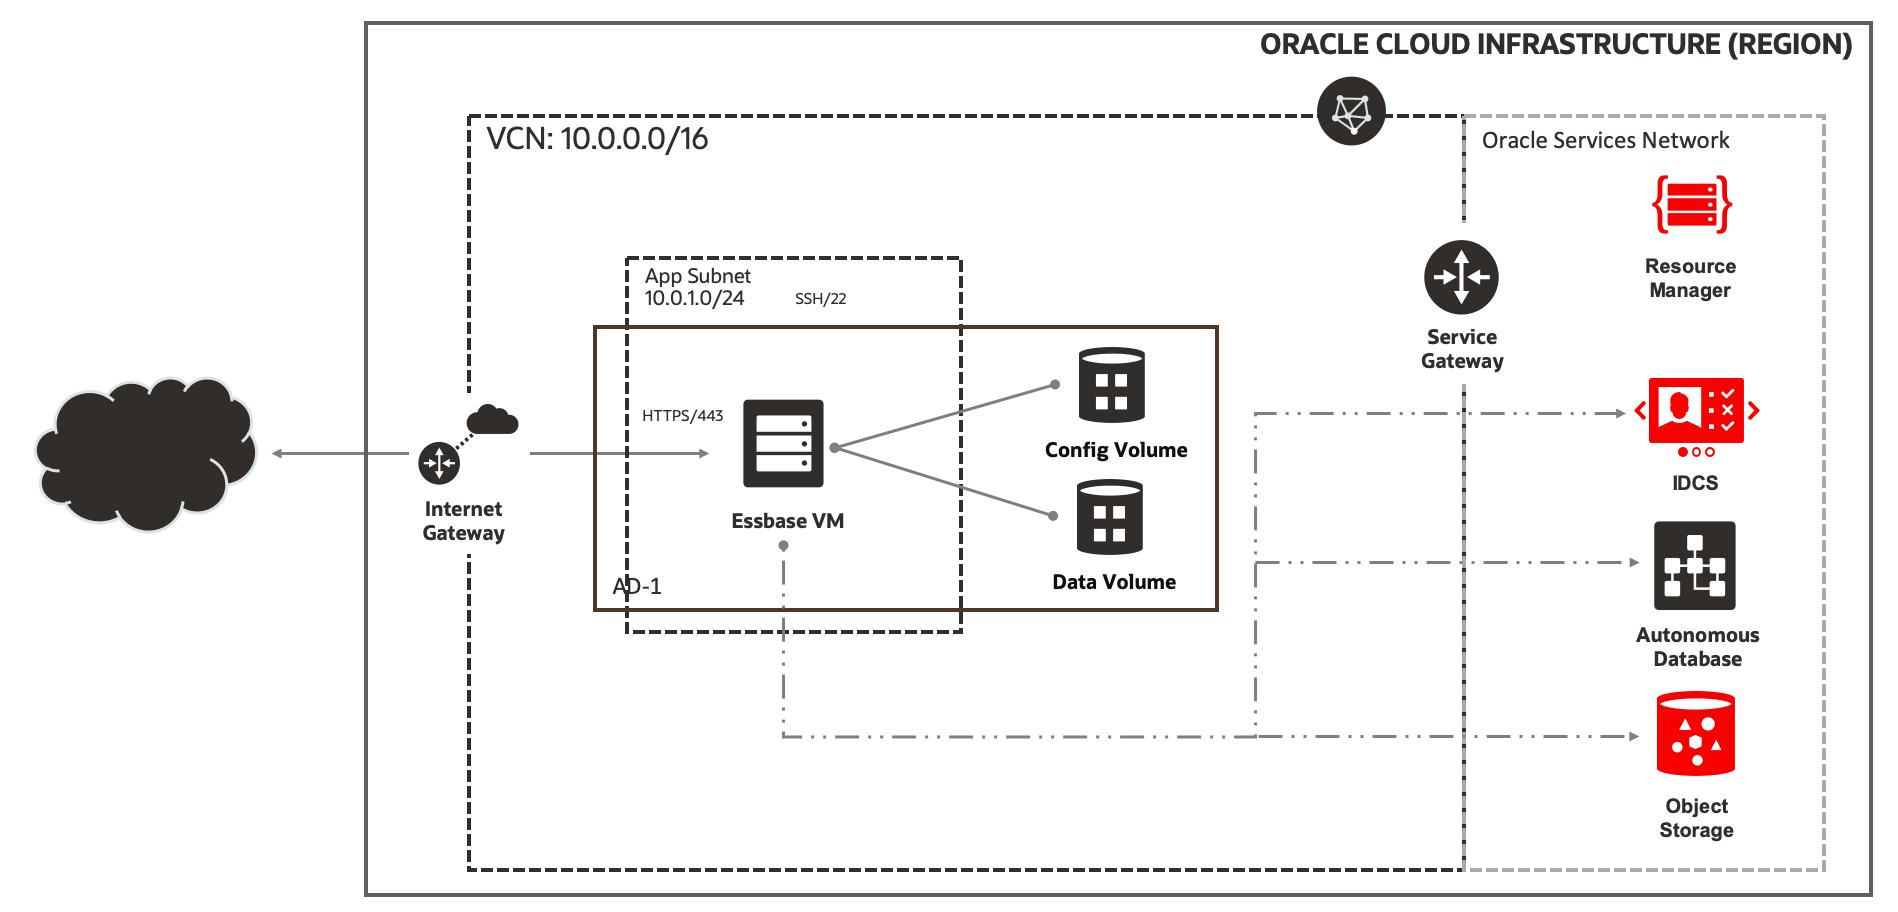 ORACLE CLOUD INFRASTRUCTURE (REGION)
VCN: 10.0.0.0/16
Oracle Services Network
Resource
Manager
App Subnet
10.0.1.0/24
SSH/22
Service
Gateway
HTTPS/443
Config Volume
IDCS
Internet
Gateway
Essbase VM
Data Volume
AD-1
Autonomous
Database
Object
Storage